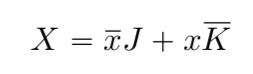 X = x̅J + xK̅